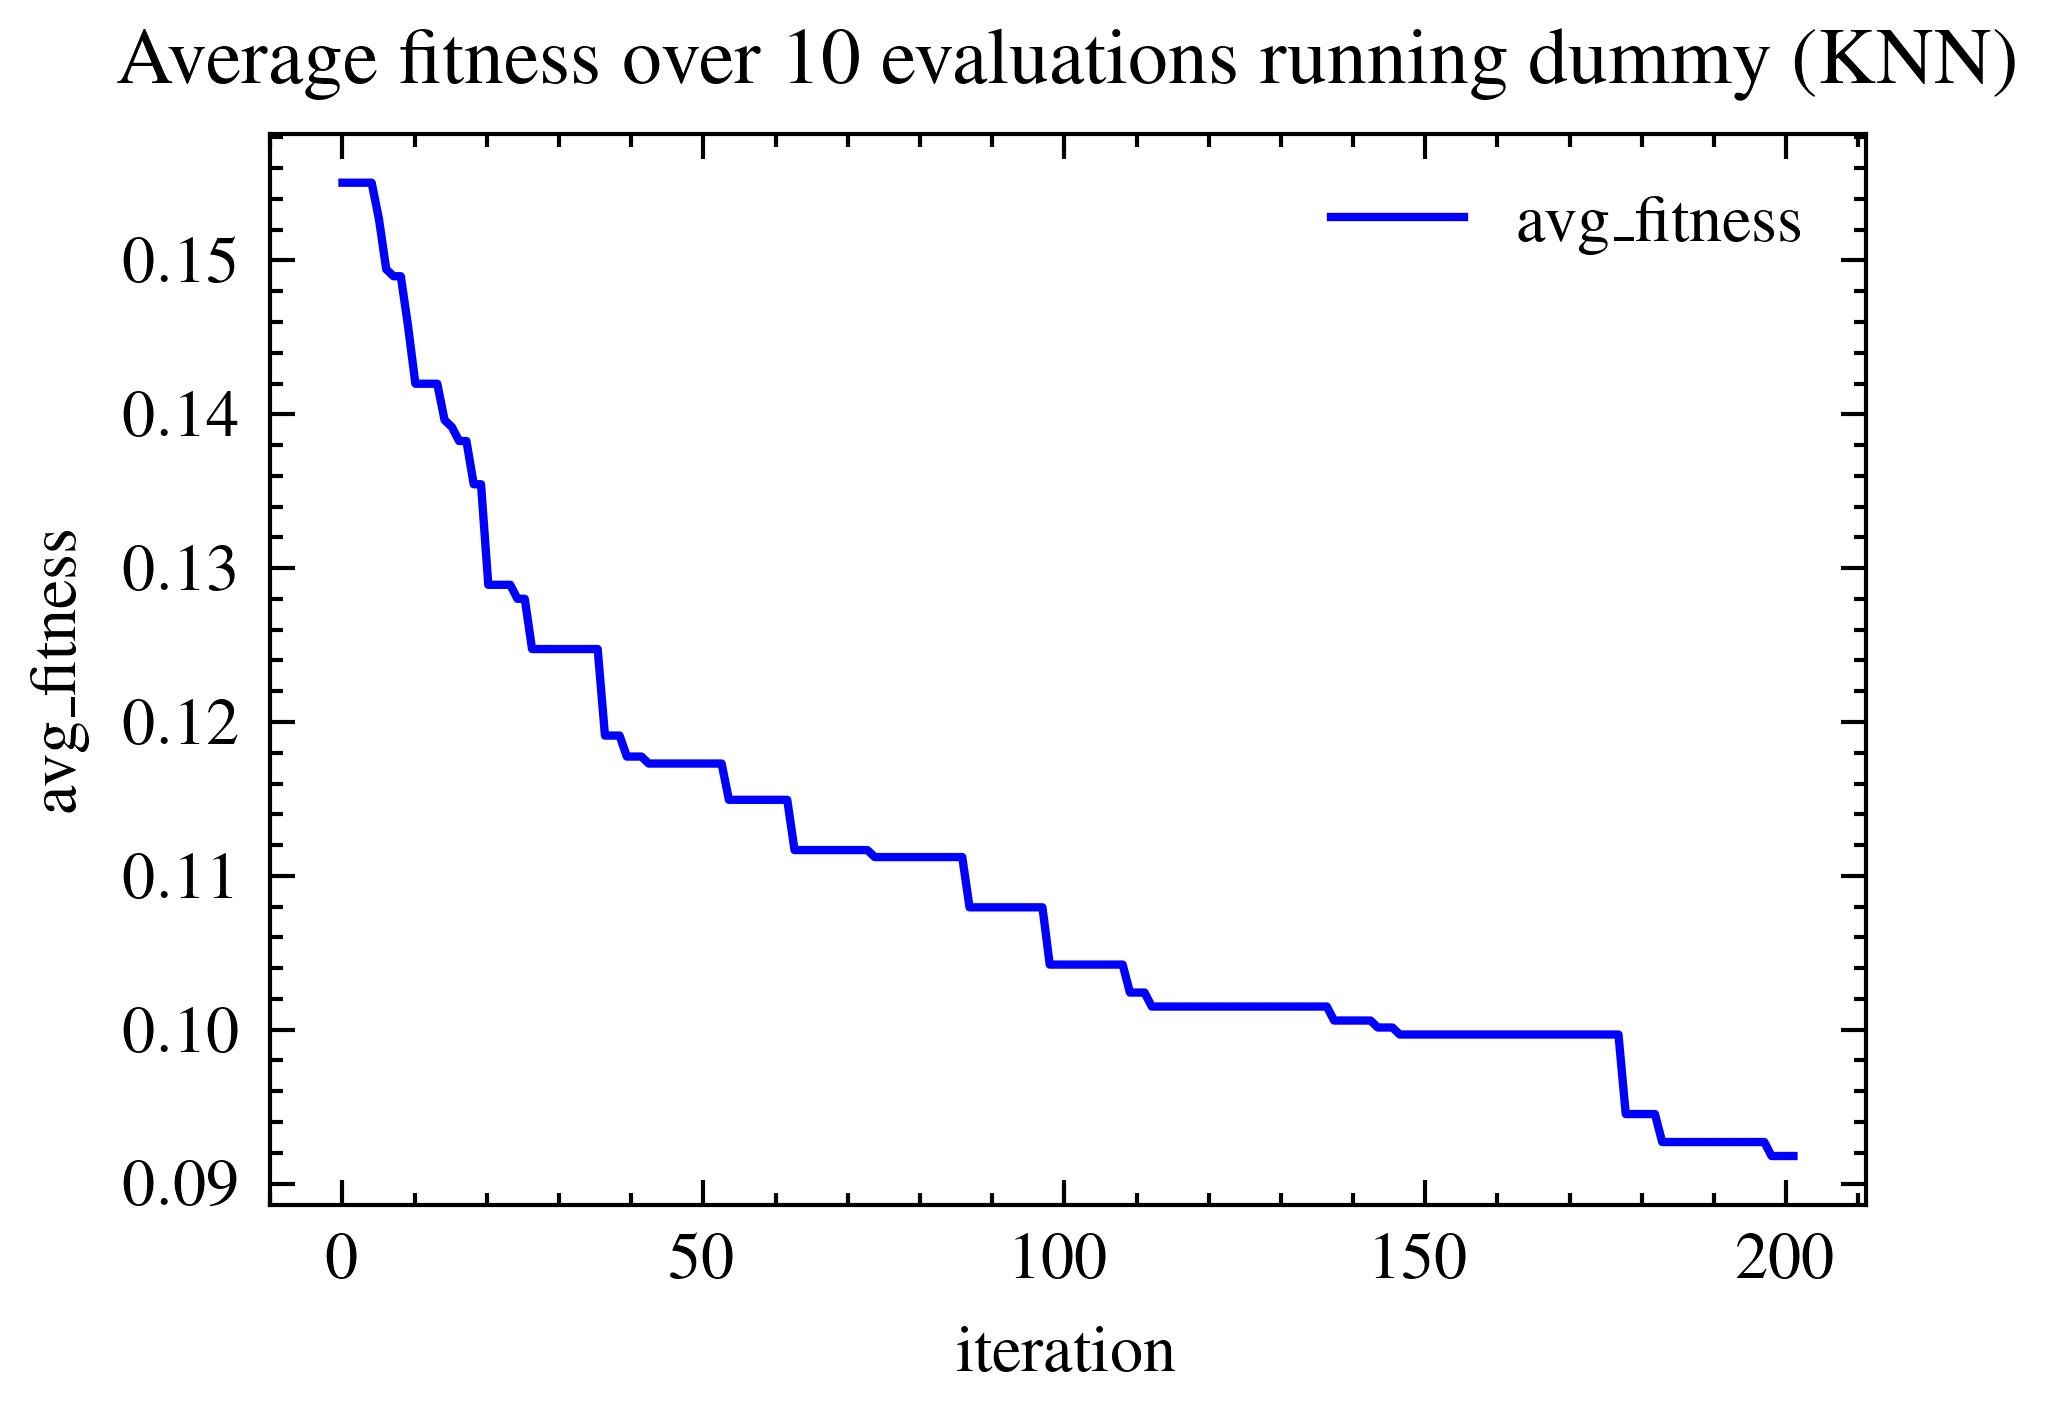 Average fitness over 10 evaluations running dummy (KNN)
avg_fitness
0.15
0.14
0.13
0.12
0.11
0.10
0.09
avg_fitness
0 50 100 150 200
iteration